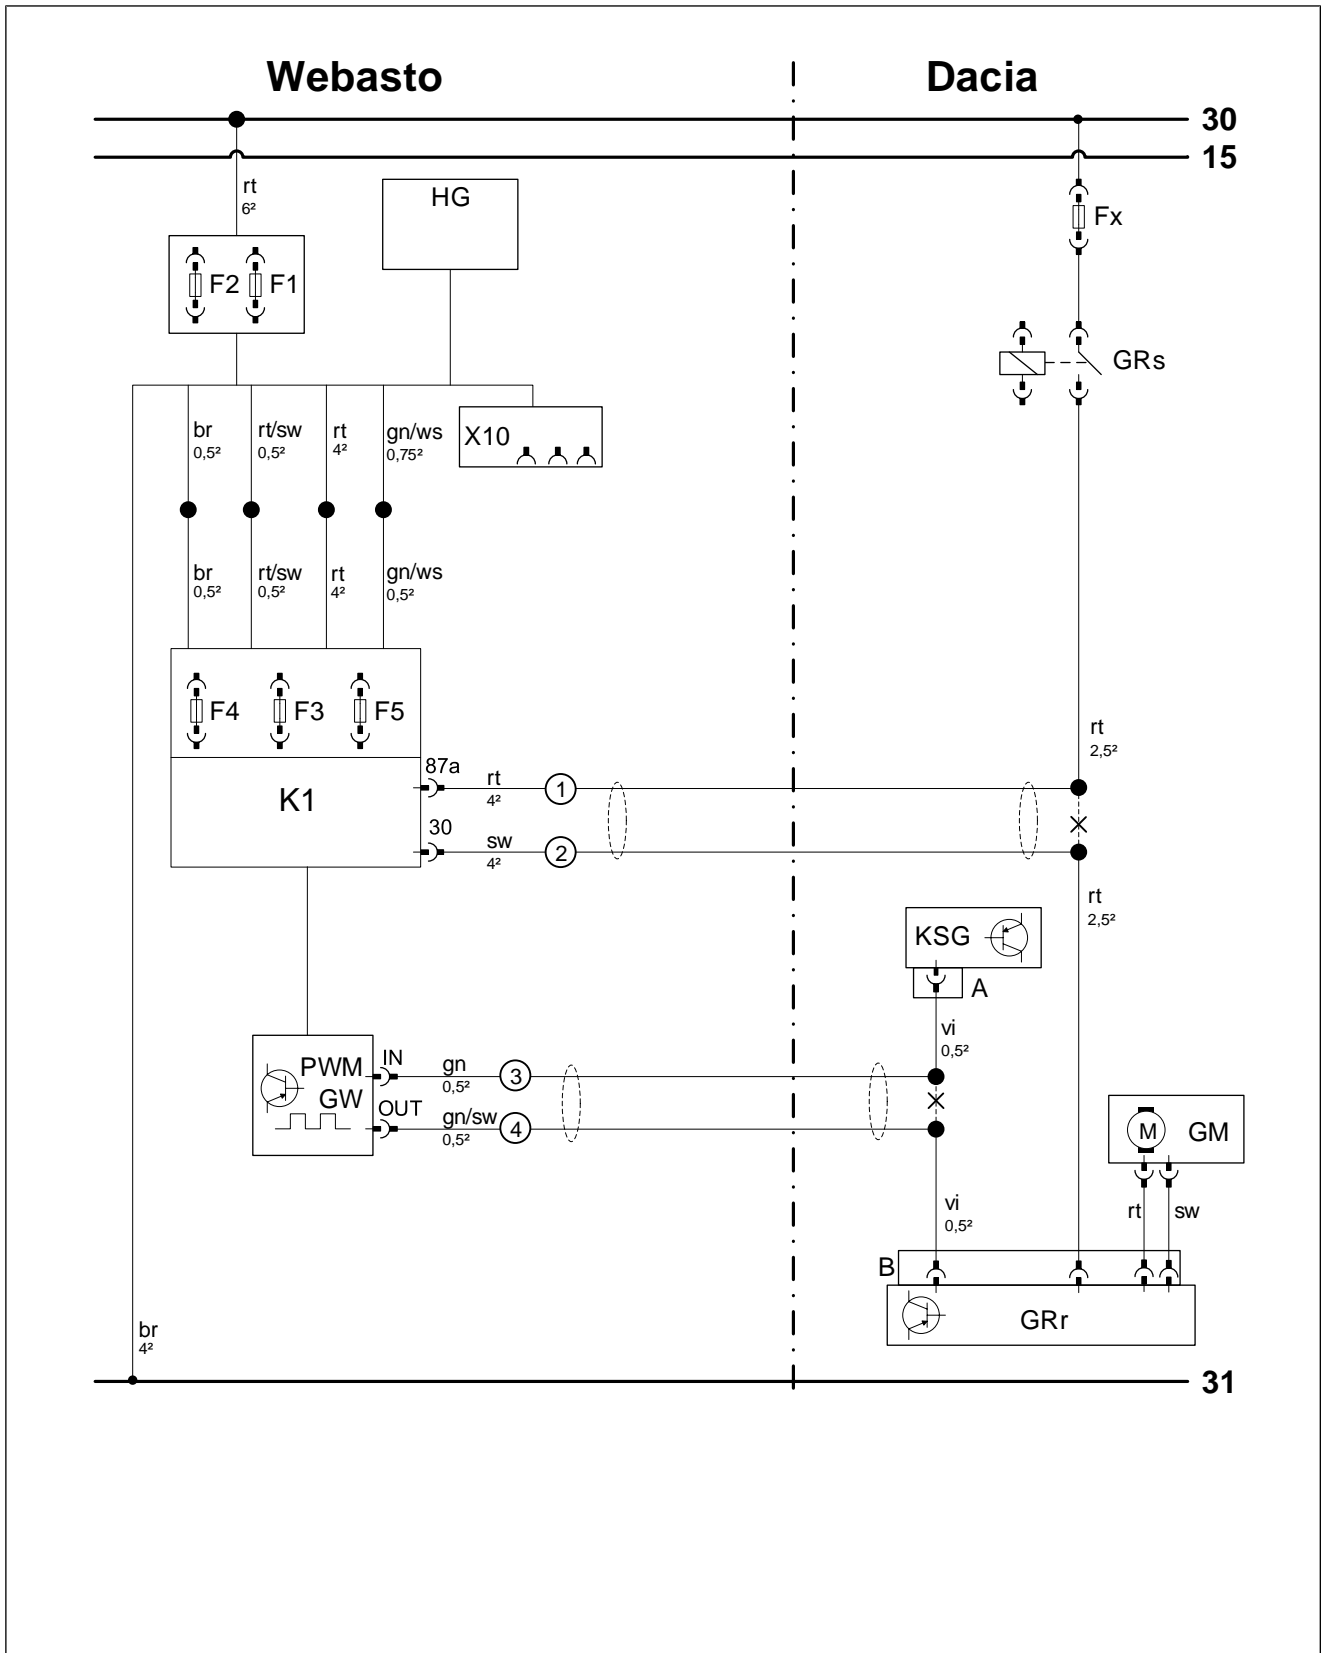 Webasto
Dacia
30
15
rt
6²
HG
Fx
F2
F1
GRs
br
0,5²
rt/sw
0,5²
rt
4²
gn/ws
0,75²
X10
br
0,5²
rt/sw
0,5²
rt
4²
gn/ws
0,5²
F4
F3
F5
rt
2,5²
87a
rt
4²
1
K1
30
sw
4²
2
rt
2,5²
KSG
A
vi
0,5²
PWM
GW
IN
gn
0,5²
3
OUT
gn/sw
0,5²
4
M
GM
vi
0,5²
rt
sw
B
GRr
br
4²
31